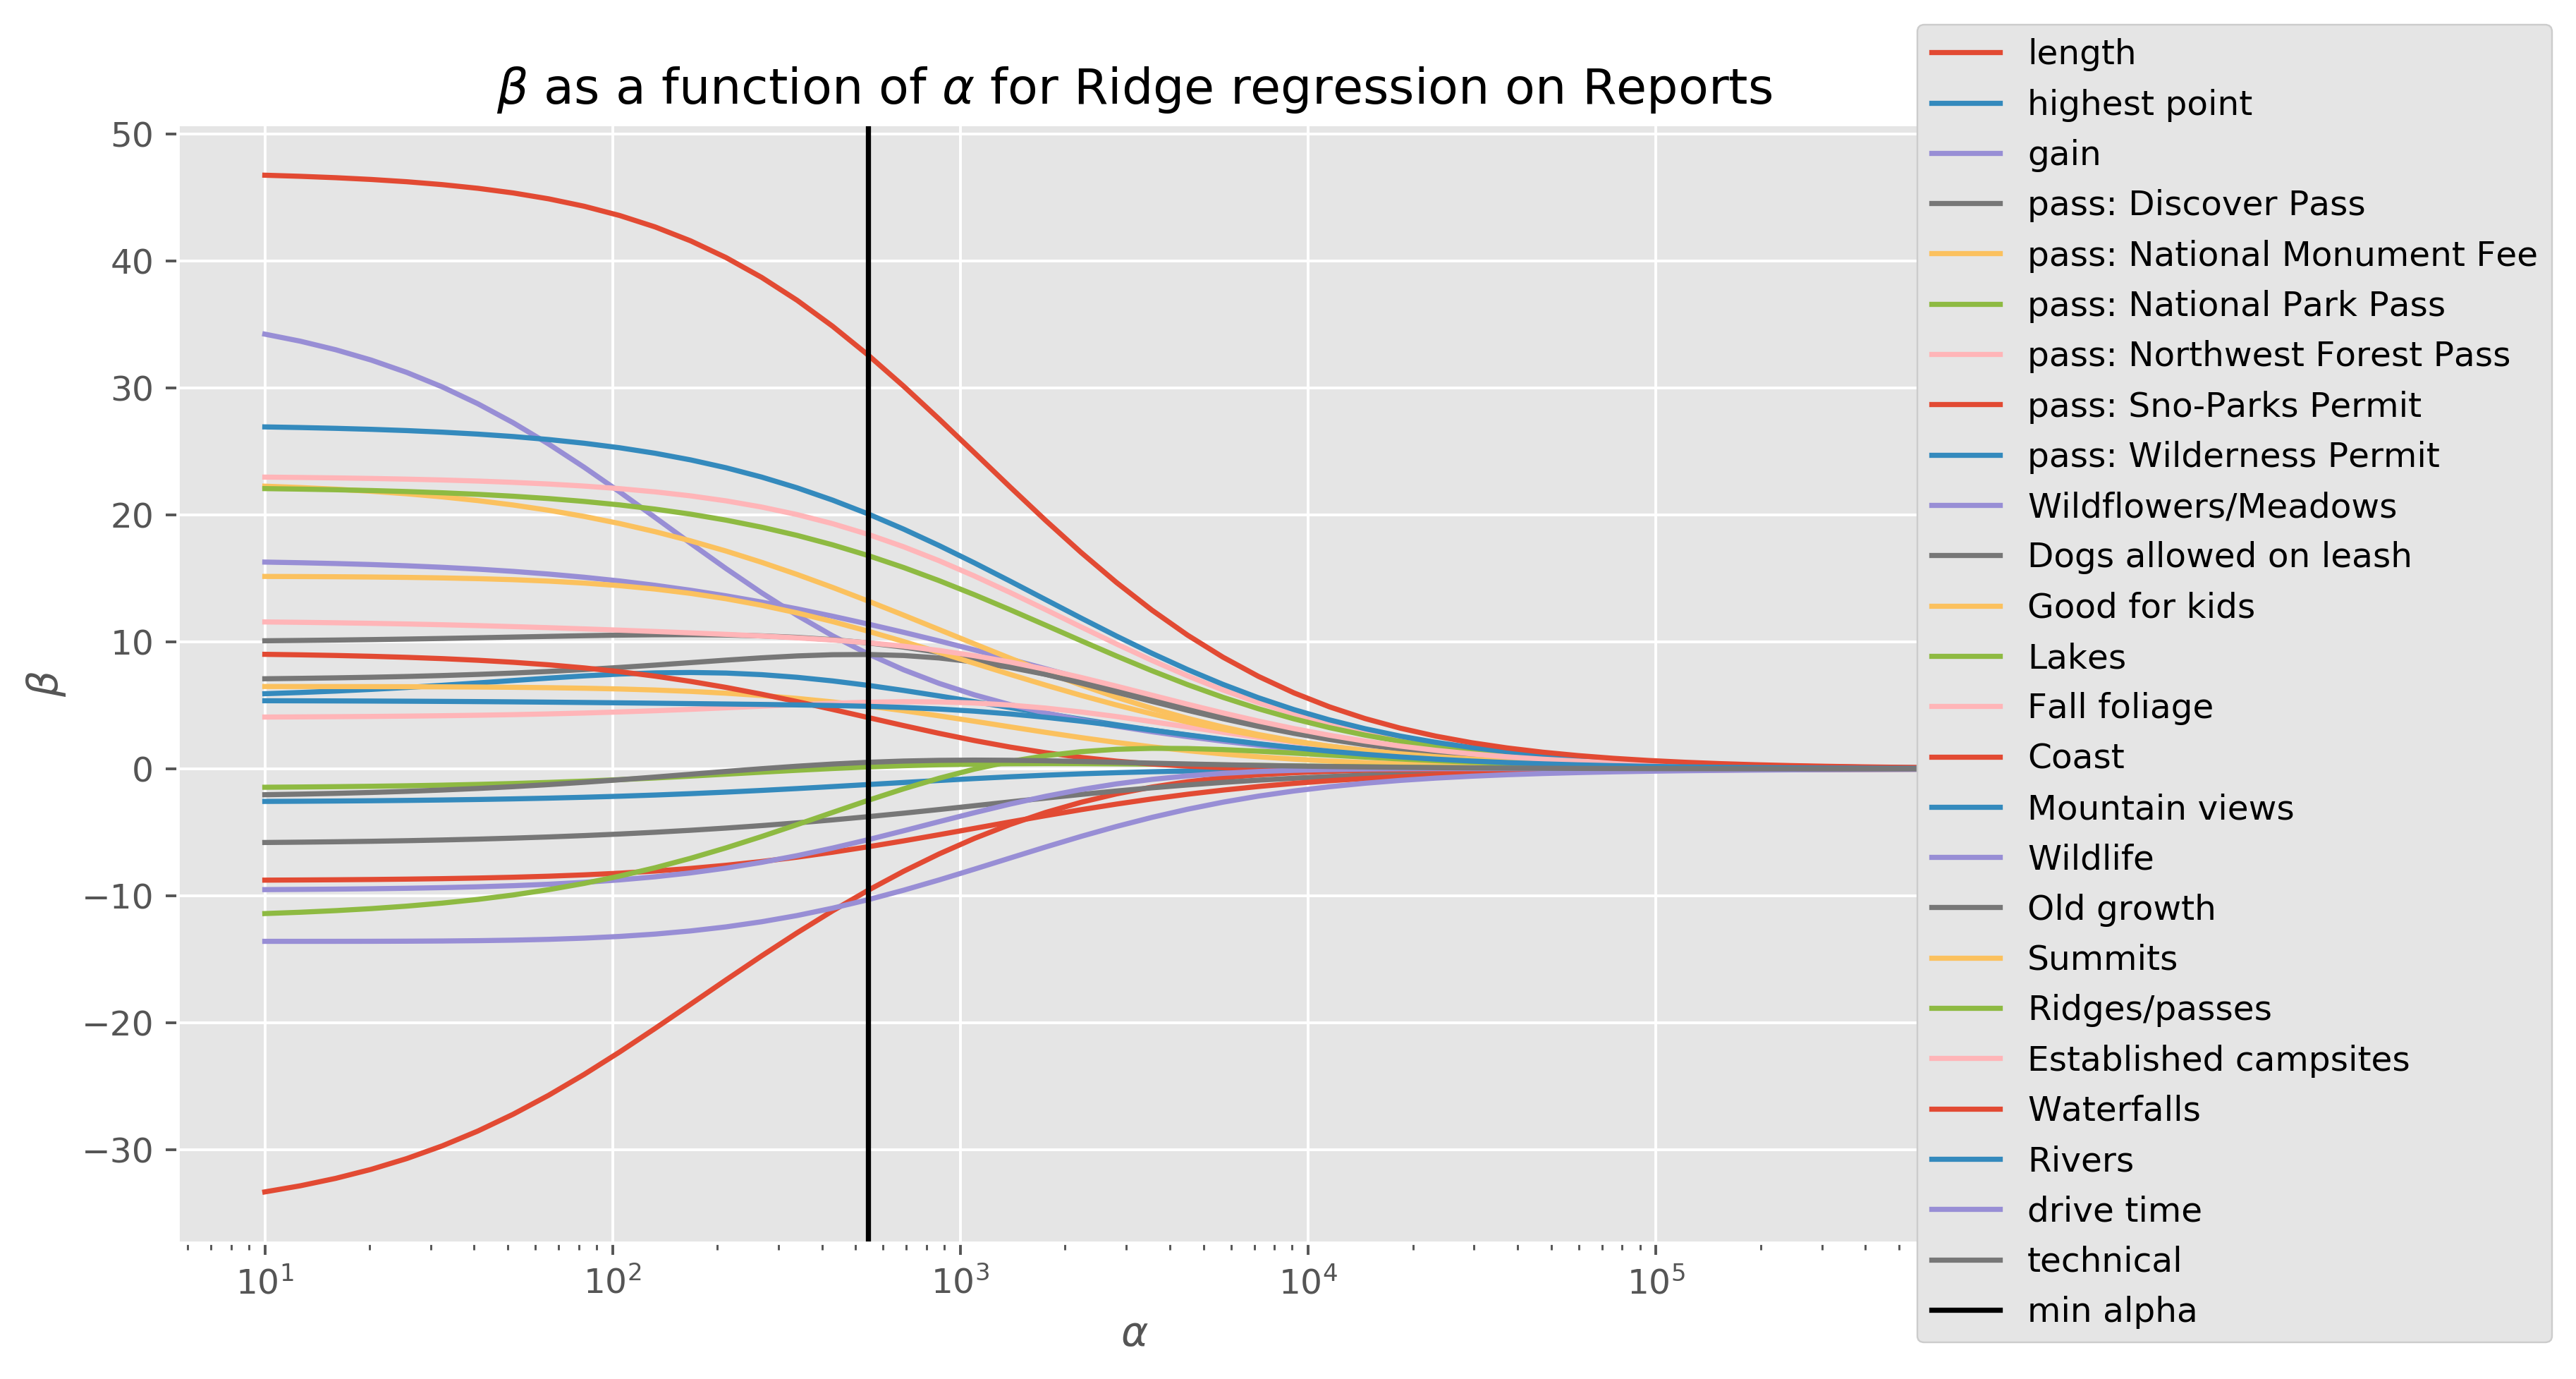 β as a function of α for Ridge regression on Reports
β
50
40
30
20
10
0
−10
−20
−30
10¹ 10² 10³ 10⁴ 10⁵
α
length
highest point
gain
pass: Discover Pass
pass: National Monument Fee
pass: National Park Pass
pass: Northwest Forest Pass
pass: Sno-Parks Permit
pass: Wilderness Permit
Wildflowers/Meadows
Dogs allowed on leash
Good for kids
Lakes
Fall foliage
Coast
Mountain views
Wildlife
Old growth
Summits
Ridges/passes
Established campsites
Waterfalls
Rivers
drive time
technical
min alpha